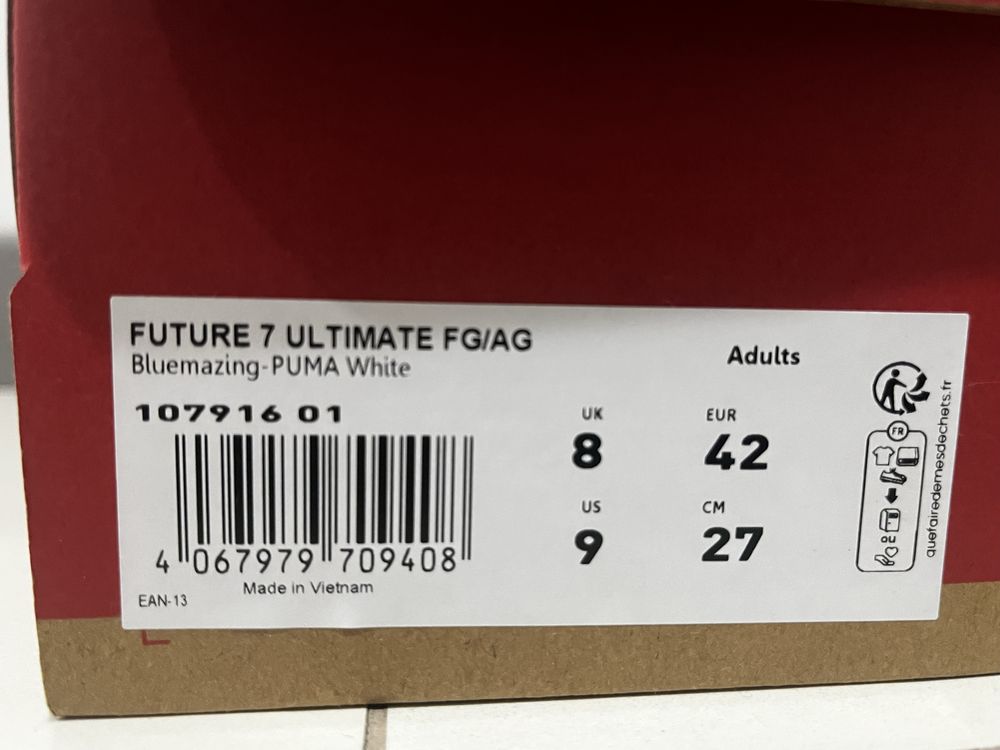 FUTURE 7 ULTIMATE FG/AG
Bluemazing-PUMA White
Adults
107916 01
UK
8
EUR
42
US
9
CM
27
4 067979 709408
Made in Vietnam
EAN-13
FR
OU
quefairedemesdechets.fr